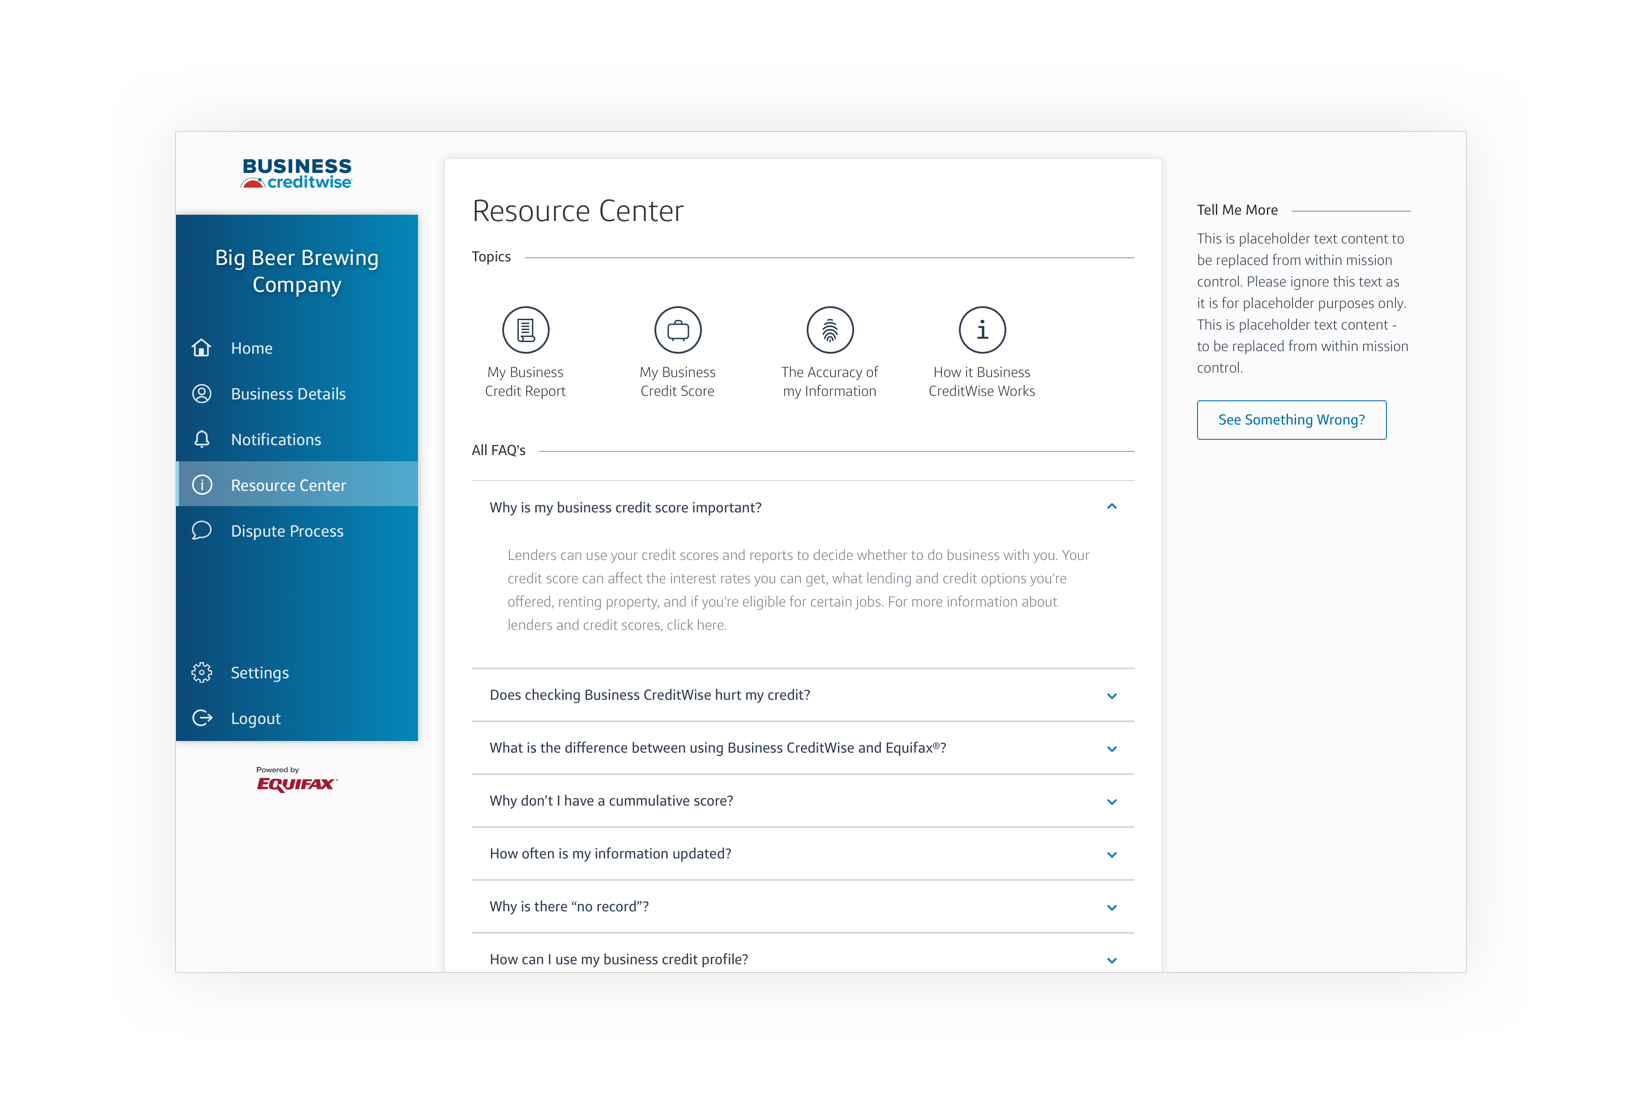 BUSINESS
creditwise
Big Beer Brewing
Company
Home
Business Details
Notifications
Resource Center
Dispute Process
Settings
Logout
Powered by
EQUIFAX®
Resource Center
Topics
My Business
Credit Report
My Business
Credit Score
The Accuracy of
my Information
How it Business
CreditWise Works
All FAQ's
Why is my business credit score important?
Lenders can use your credit scores and reports to decide whether to do business with you. Your
credit score can affect the interest rates you can get, what lending and credit options you're
offered, renting property, and if you're eligible for certain jobs. For more information about
lenders and credit scores, click here.
Does checking Business CreditWise hurt my credit?
What is the difference between using Business CreditWise and Equifax®?
Why don't I have a cummulative score?
How often is my information updated?
Why is there “no record”?
How can I use my business credit profile?
Tell Me More
This is placeholder text content to
be replaced from within mission
control. Please ignore this text as
it is for placeholder purposes only.
This is placeholder text content -
to be replaced from within mission
control.
See Something Wrong?